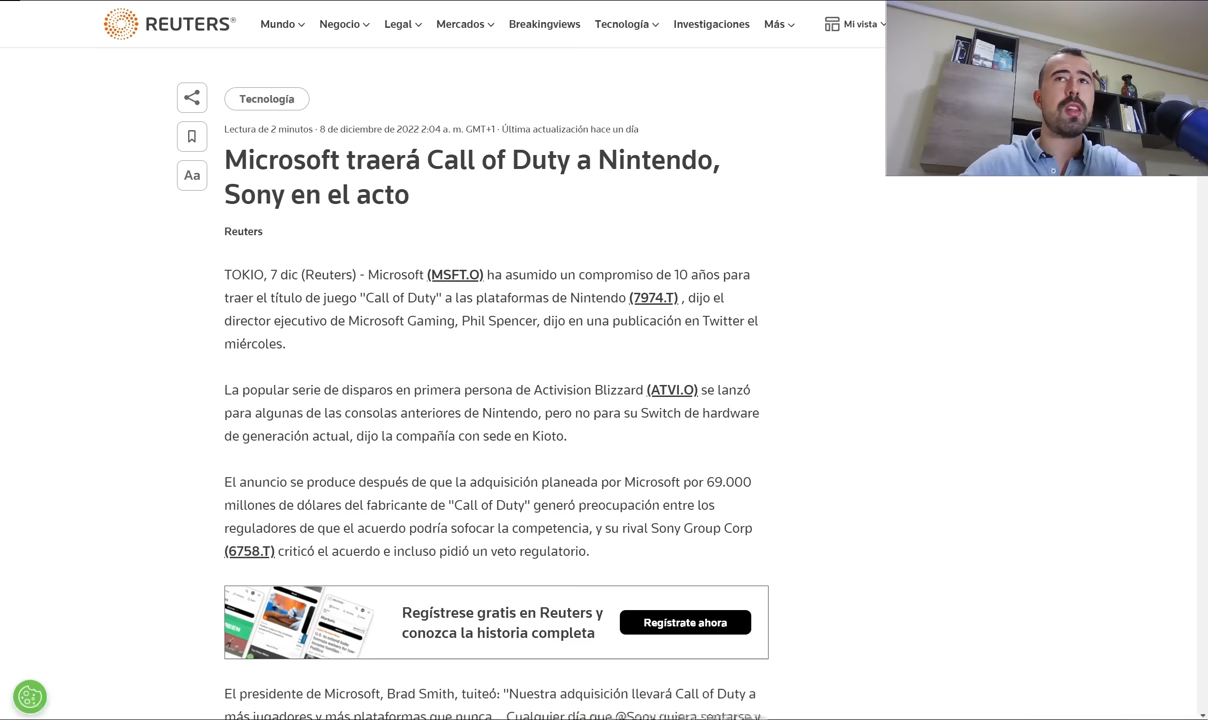 REUTERS®
Mundo Negocio Legal Mercados Breakingviews Tecnología Investigaciones Más Mi vista
Tecnología
Lectura de 2 minutos · 8 de diciembre de 2022 2:04 a. m. GMT+1 · Última actualización hace un día
Microsoft traerá Call of Duty a Nintendo,
Sony en el acto
Aa
Reuters
TOKIO, 7 dic (Reuters) - Microsoft (MSFT.O) ha asumido un compromiso de 10 años para
traer el título de juego "Call of Duty" a las plataformas de Nintendo (7974.T) , dijo el
director ejecutivo de Microsoft Gaming, Phil Spencer, dijo en una publicación en Twitter el
miércoles.
La popular serie de disparos en primera persona de Activision Blizzard (ATVI.O) se lanzó
para algunas de las consolas anteriores de Nintendo, pero no para su Switch de hardware
de generación actual, dijo la compañía con sede en Kioto.
El anuncio se produce después de que la adquisición planeada por Microsoft por 69.000
millones de dólares del fabricante de "Call of Duty" generó preocupación entre los
reguladores de que el acuerdo podría sofocar la competencia, y su rival Sony Group Corp
(6758.T) criticó el acuerdo e incluso pidió un veto regulatorio.
Regístrese gratis en Reuters y
conozca la historia completa
Regístrate ahora
El presidente de Microsoft, Brad Smith, tuiteó: "Nuestra adquisición llevará Call of Duty a
más jugadores y más plataformas que nunca... Cualquier día que @Sony quiera sentarse y